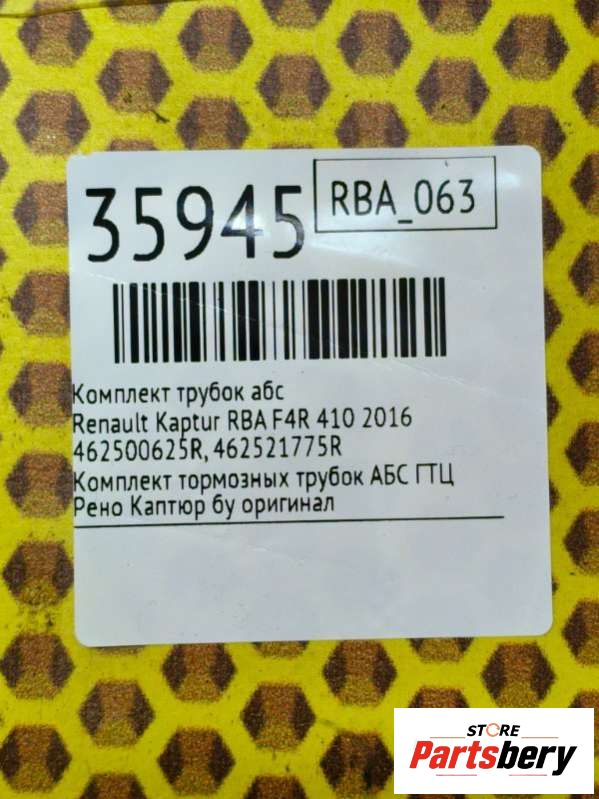 35945
RBA_063
Комплект трубок абс
Renault Kaptur RBA F4R 410 2016
462500625R, 462521775R
Комплект тормозных трубок АБС ГТЦ
Рено Каптюр бу оригинал
STORE
Partsbery